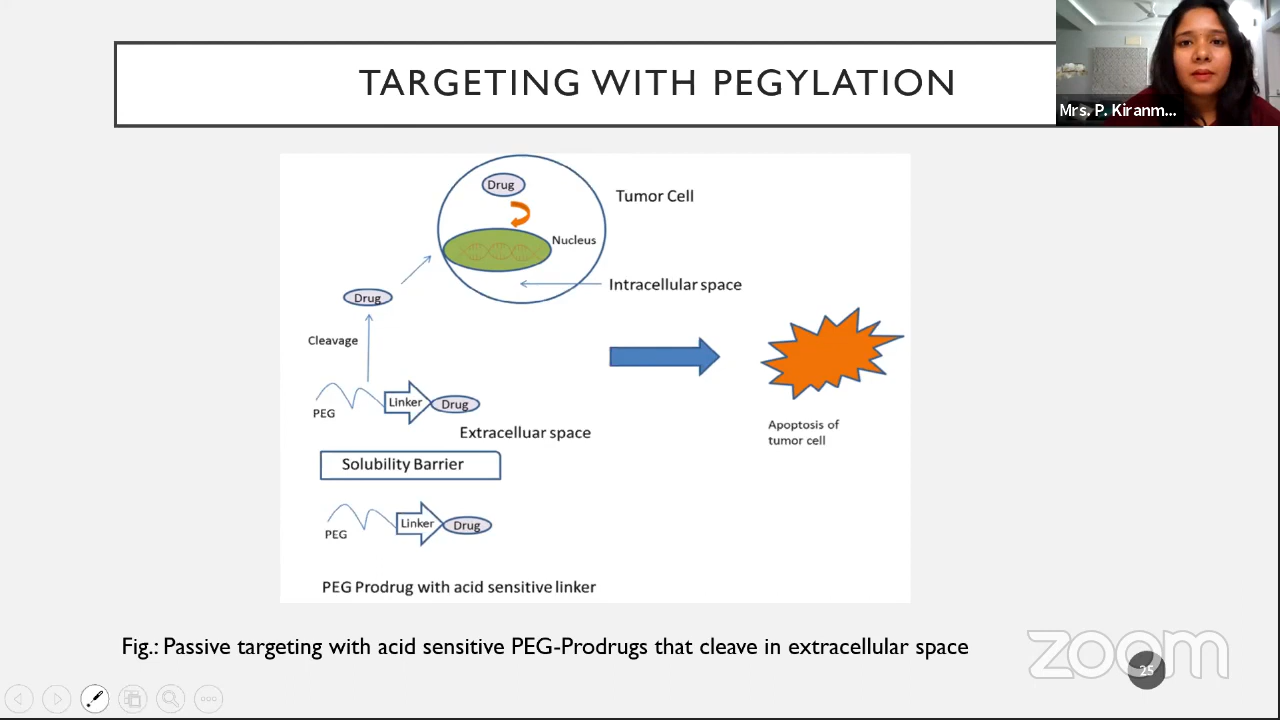 TARGETING WITH PEGYLATION
Mrs. P. Kiranm...
Drug
Tumor Cell
Nucleus
Intracellular space
Drug
Cleavage
PEG
Linker
Drug
Extracelluar space
Solubility Barrier
Apoptosis of
tumor cell
PEG
Linker
Drug
PEG Prodrug with acid sensitive linker
Fig.: Passive targeting with acid sensitive PEG-Prodrugs that cleave in extracellular space
zoom
25